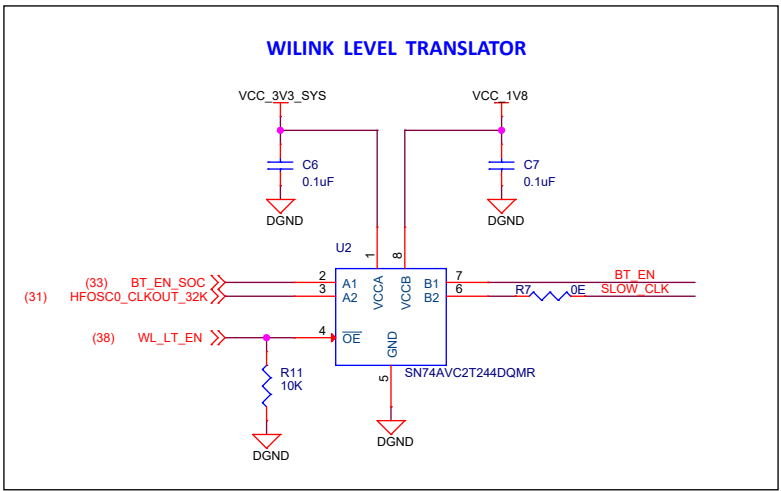 WILINK LEVEL TRANSLATOR
VCC_3V3_SYS
VCC_1V8
C6
0.1uF
C7
0.1uF
DGND
DGND
U2
1
8
(33) BT_EN_SOC
2
A1
VCCA
VCCB
B1
7
BT_EN
(31) HFOSC0_CLKOUT_32K
3
A2
B2
6
R7
0E
SLOW_CLK
(38) WL_LT_EN
4
OE
GND
5
SN74AVC2T244DQMR
R11
10K
DGND
DGND